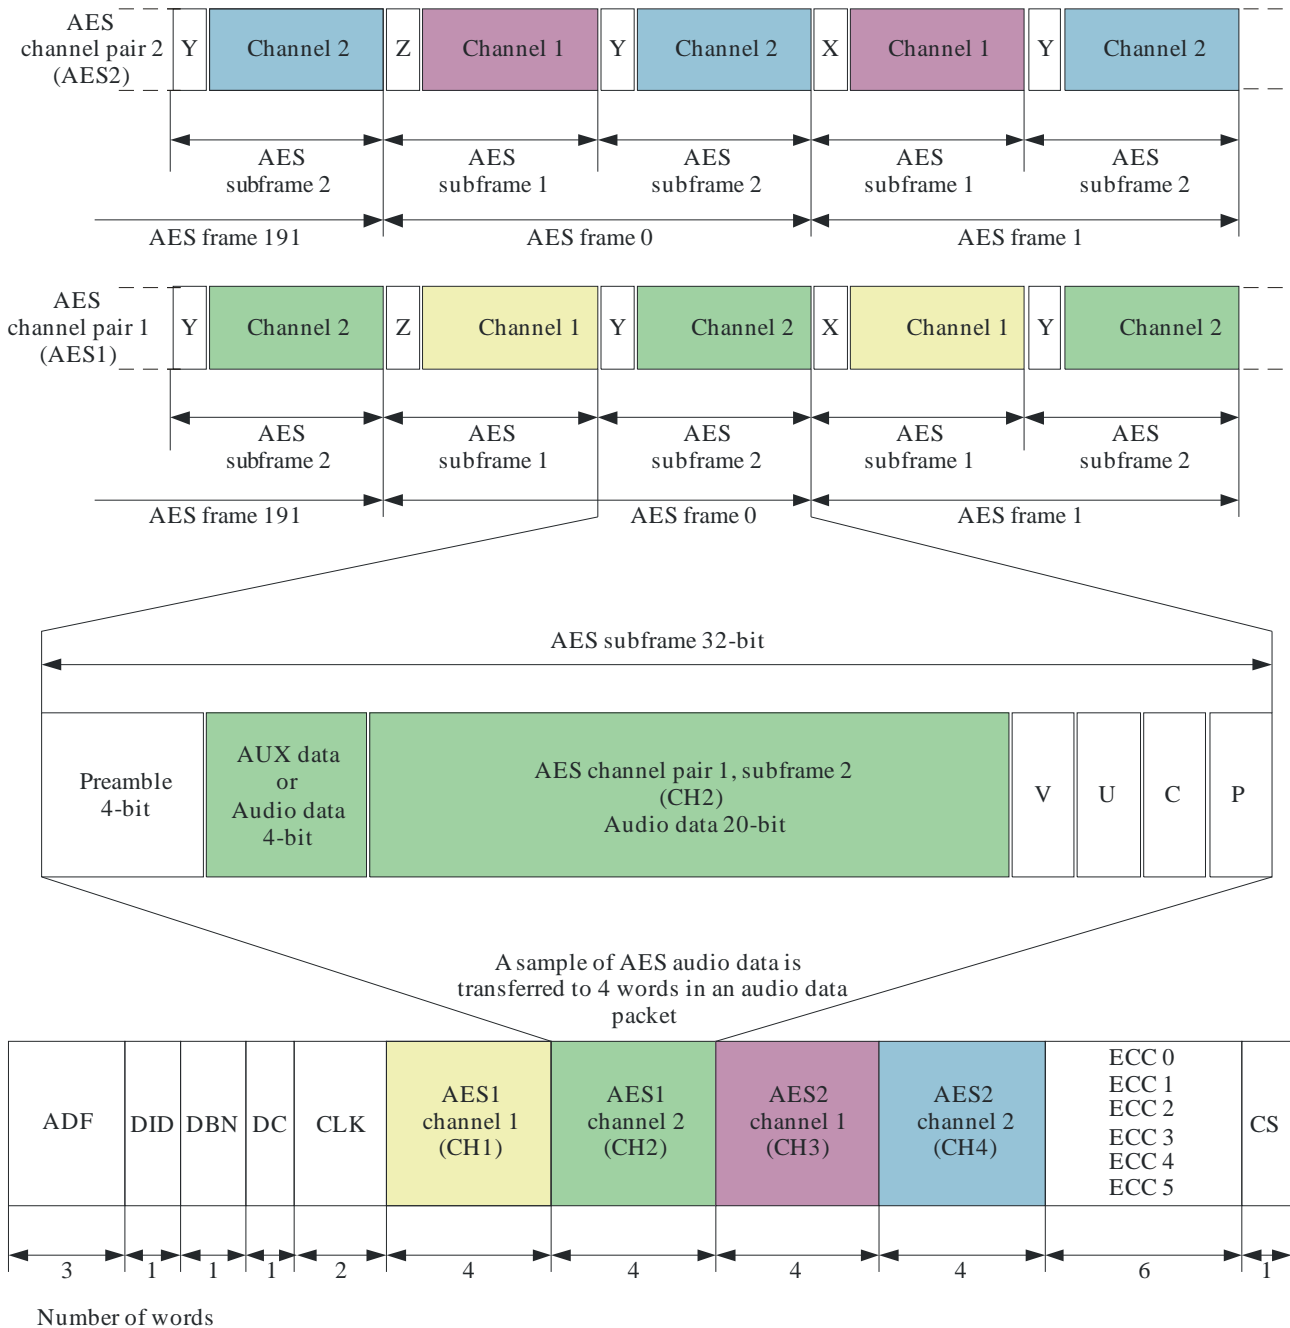 AES
channel pair 2
(AES2)
Y
Channel 2
Z
Channel 1
Y
Channel 2
X
Channel 1
Y
Channel 2
AES
subframe 2
AES
subframe 1
AES
subframe 2
AES
subframe 1
AES
subframe 2
AES frame 191
AES frame 0
AES frame 1
AES
channel pair 1
(AES1)
Y
Channel 2
Z
Channel 1
Y
Channel 2
X
Channel 1
Y
Channel 2
AES
subframe 2
AES
subframe 1
AES
subframe 2
AES
subframe 1
AES
subframe 2
AES frame 191
AES frame 0
AES frame 1
AES subframe 32-bit
Preamble
4-bit
AUX data
or
Audio data
4-bit
AES channel pair 1, subframe 2
(CH2)
Audio data 20-bit
V
U
C
P
A sample of AES audio data is
transferred to 4 words in an audio data
packet
ADF
DID
DBN
DC
CLK
AES1
channel 1
(CH1)
AES1
channel 2
(CH2)
AES2
channel 1
(CH3)
AES2
channel 2
(CH4)
ECC 0
ECC 1
ECC 2
ECC 3
ECC 4
ECC 5
CS
3
1
1
1
2
4
4
4
4
6
1
Number of words